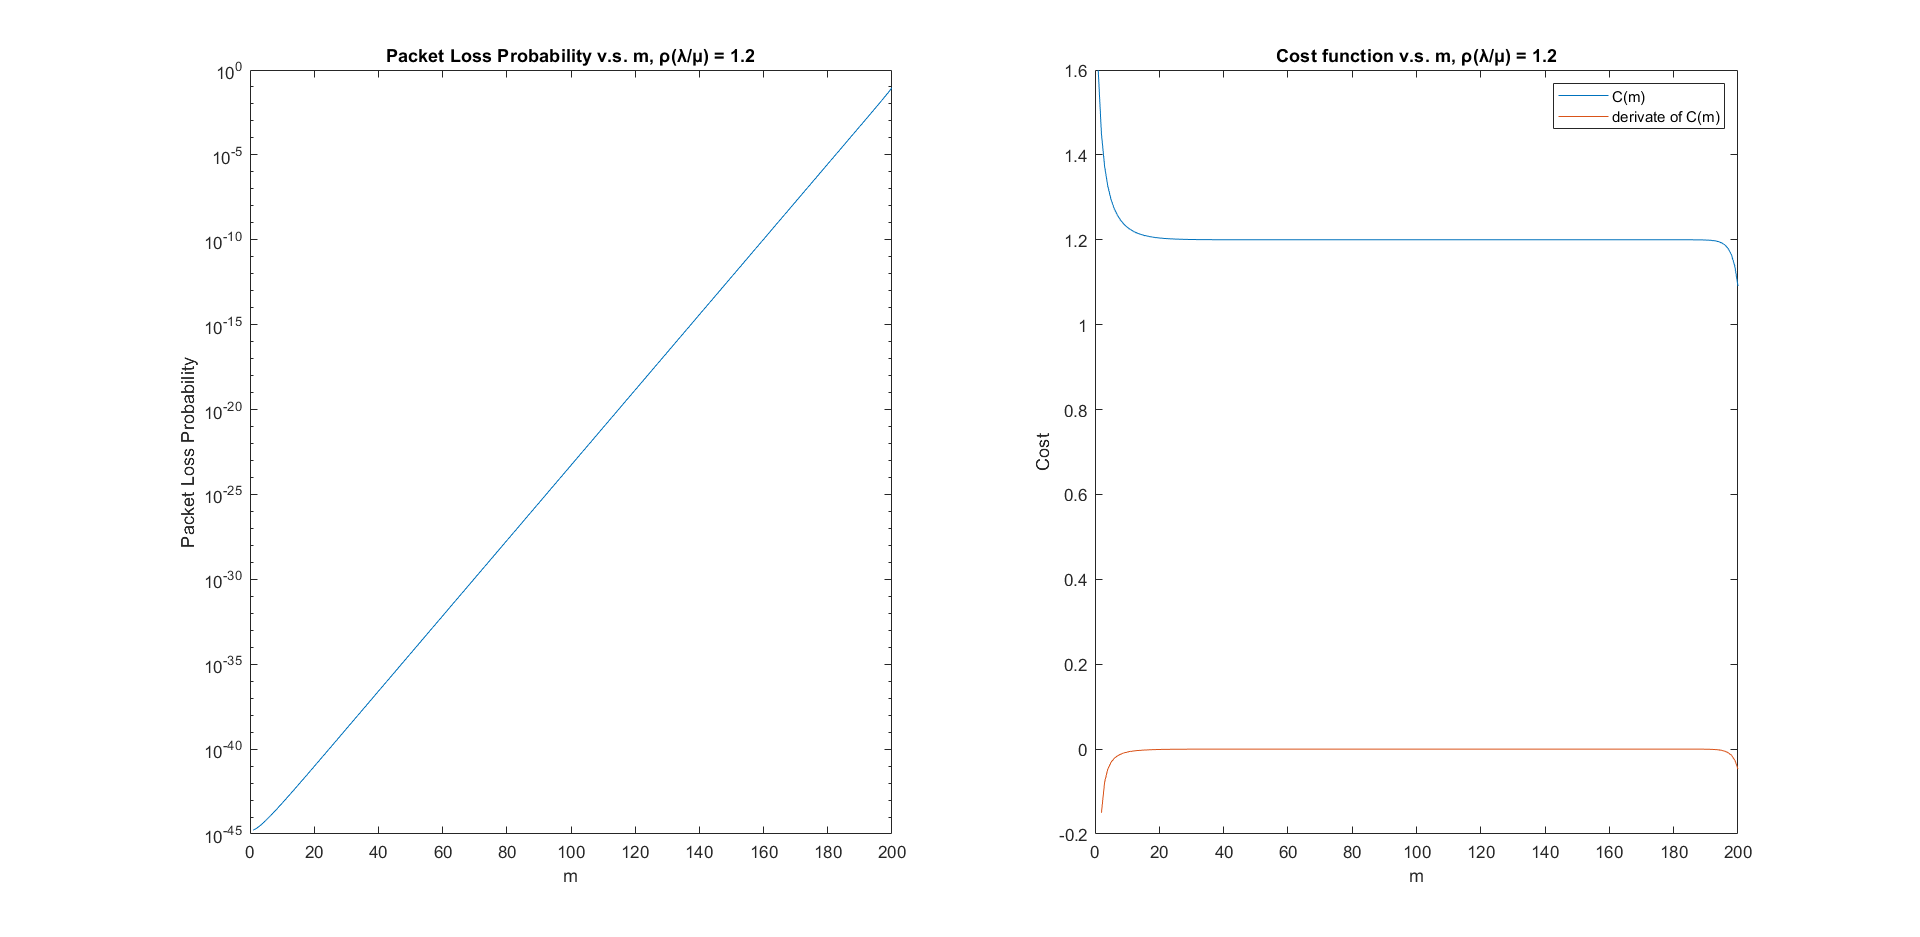 Packet Loss Probability v.s. m, ρ(λ/μ) = 1.2
10^0
10^-5
10^-10
10^-15
10^-20
10^-25
10^-30
10^-35
10^-40
10^-45
Packet Loss Probability
0 20 40 60 80 100 120 140 160 180 200
m
Cost function v.s. m, ρ(λ/μ) = 1.2
C(m)
derivate of C(m)
1.6
1.4
1.2
1
0.8
0.6
0.4
0.2
0
-0.2
Cost
0 20 40 60 80 100 120 140 160 180 200
m